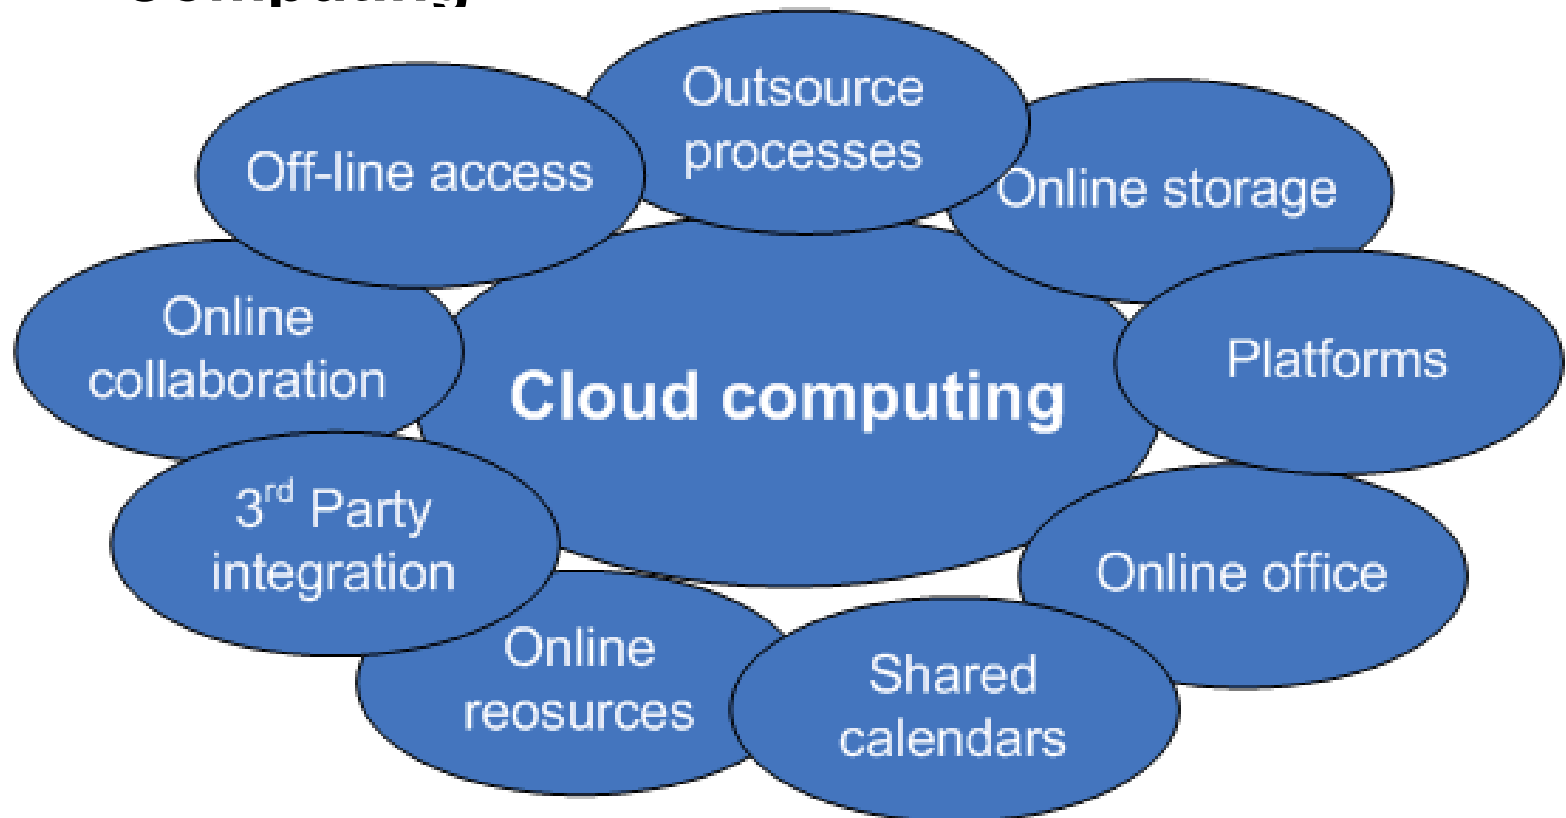 Computing
Outsource
processes
Off-line access
Online storage
Online
collaboration
Cloud computing
Platforms
3rd Party
integration
Online office
Online
reosurces
Shared
calendars